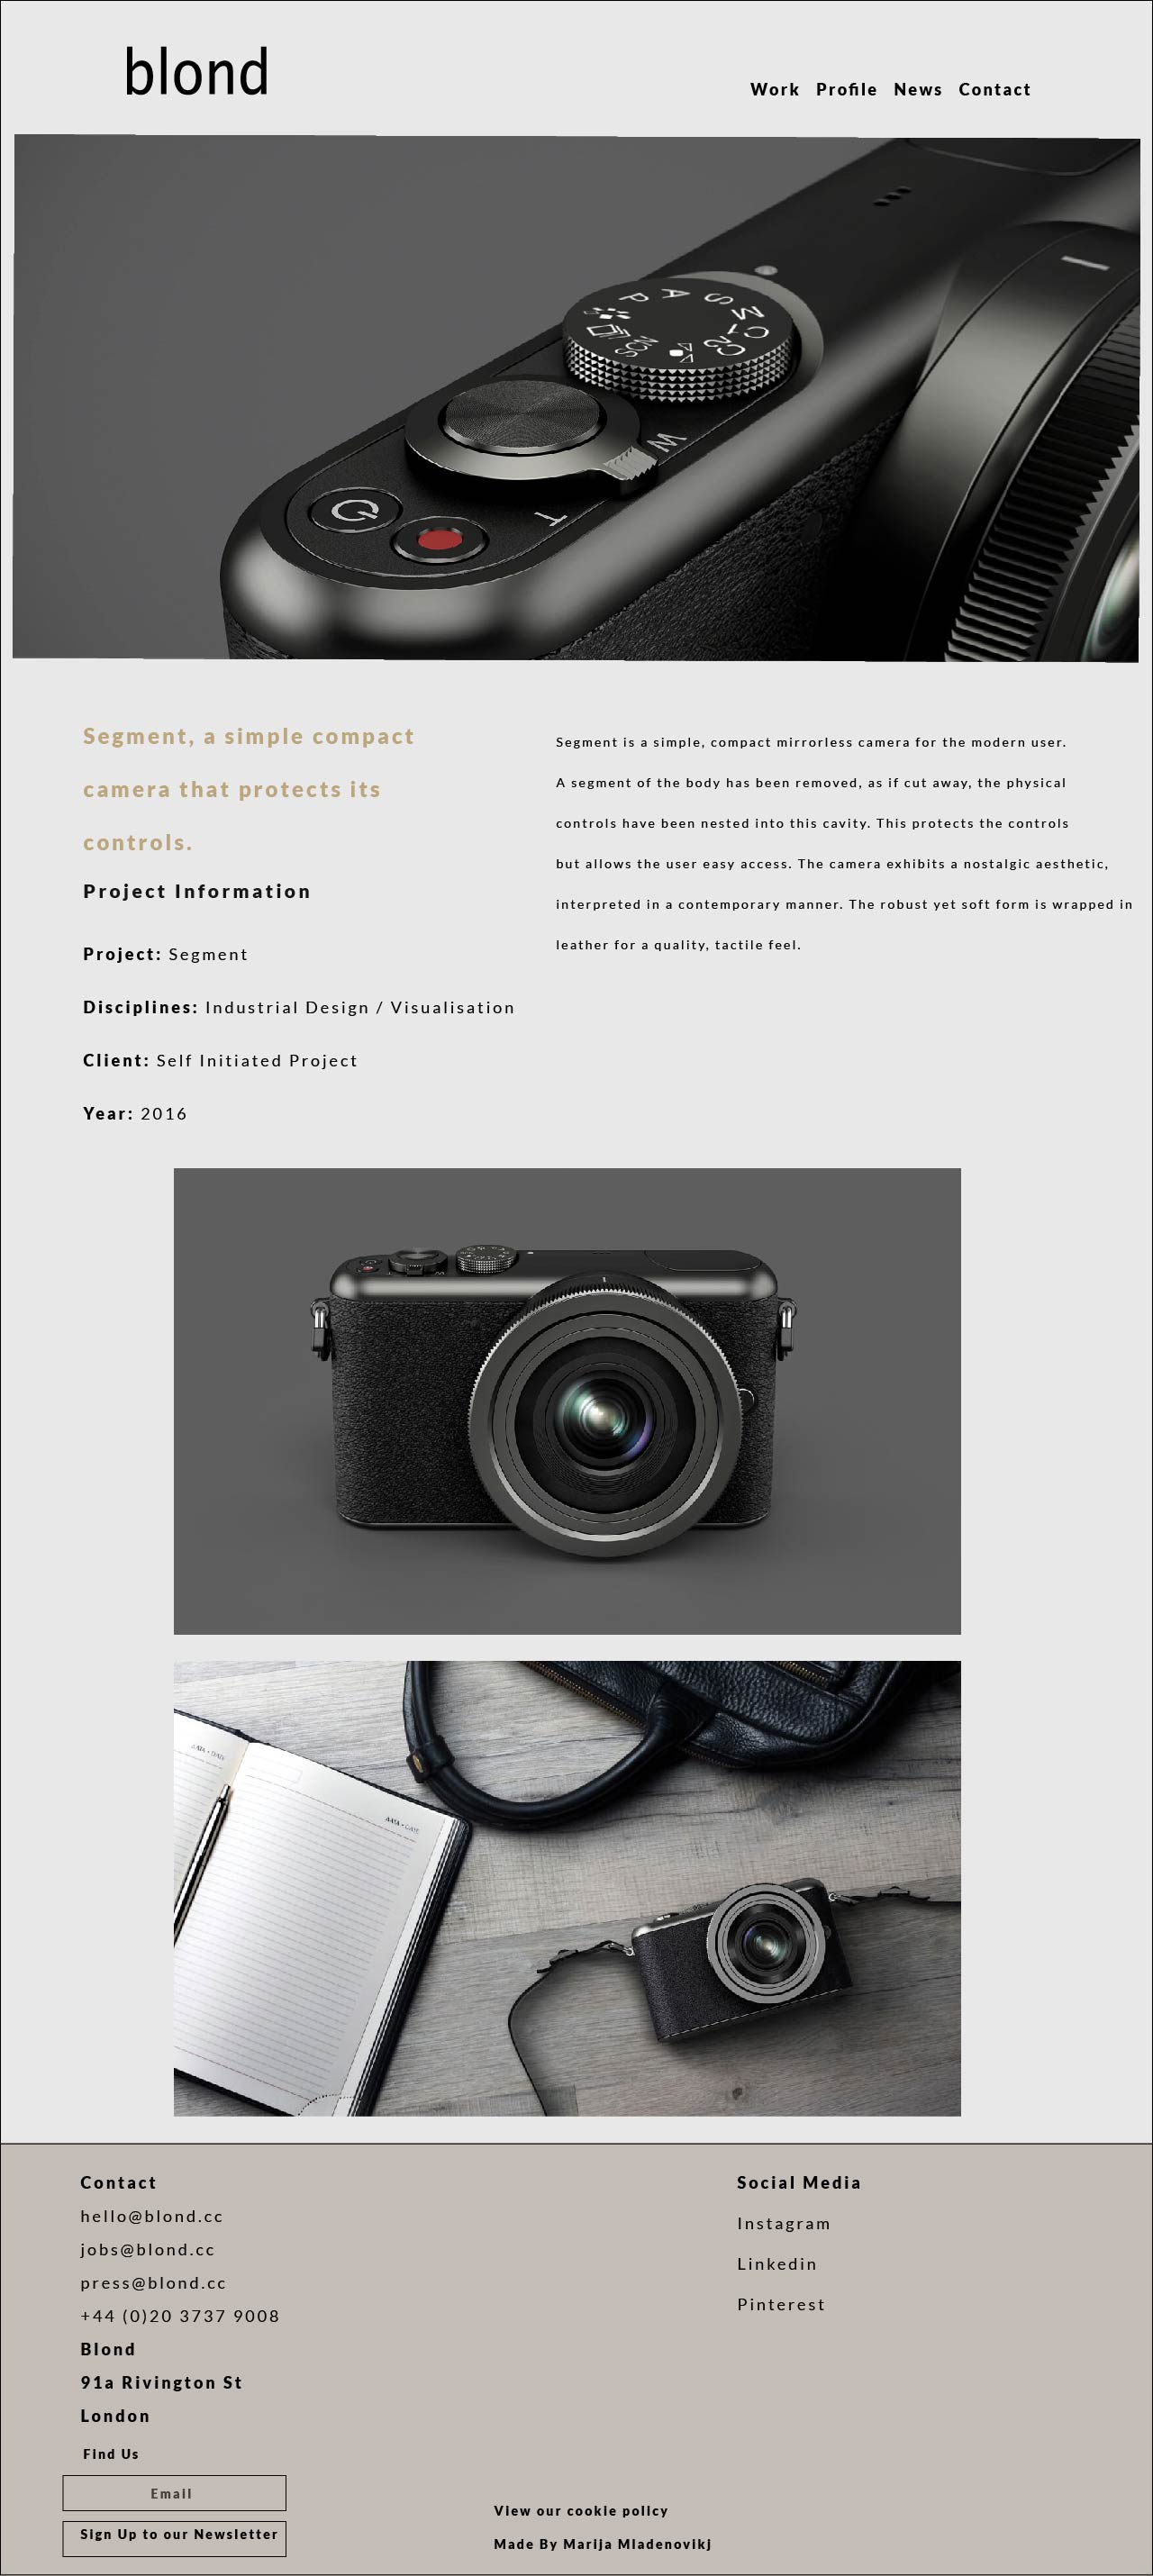 blond
Work Profile News Contact
P A S M C1 C2 SCN
W
T
Segment, a simple compact
camera that protects its
controls.
Segment is a simple, compact mirrorless camera for the modern user.
A segment of the body has been removed, as if cut away, the physical
controls have been nested into this cavity. This protects the controls
but allows the user easy access. The camera exhibits a nostalgic aesthetic,
interpreted in a contemporary manner. The robust yet soft form is wrapped in
leather for a quality, tactile feel.
Project Information
Project: Segment
Disciplines: Industrial Design / Visualisation
Client: Self Initiated Project
Year: 2016
Contact
hello@blond.cc
jobs@blond.cc
press@blond.cc
+44 (0)20 3737 9008
Blond
91a Rivington St
London
Find Us
Email
Sign Up to our Newsletter
Social Media
Instagram
Linkedin
Pinterest
View our cookie policy
Made By Marija Mladenovikj